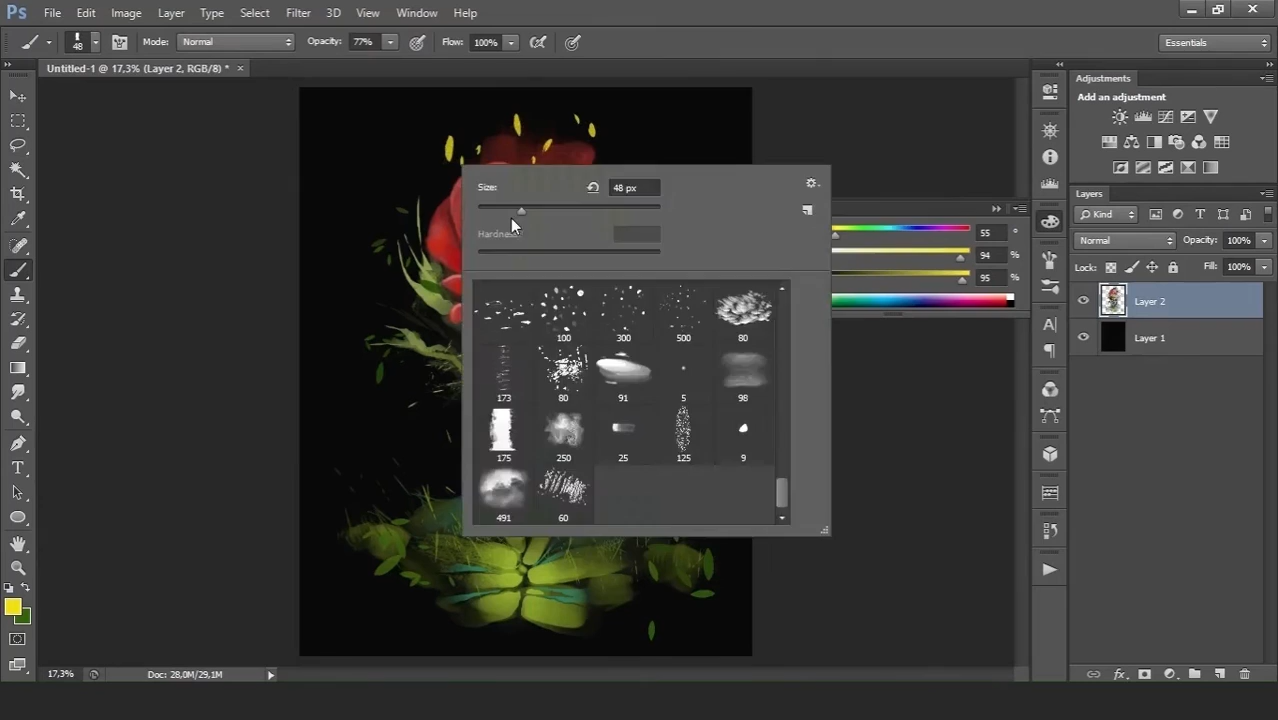 Ps File Edit Image Layer Type Select Filter 3D View Window Help
48 Mode: Normal Opacity: 77% Flow: 100% Essentials
Untitled-1 @ 17,3% (Layer 2, RGB/8) * ×
Adjustments
Add an adjustment
Size: 48 px
Hardness:
55 °
94 %
95 %
Layers
Kind
Normal Opacity: 100%
Lock: Fill: 100%
Layer 2
Layer 1
100 300 500 80
173 80 91 5 98
175 250 25 125 9
491 60
17,3% Doc: 28,0M/29,1M